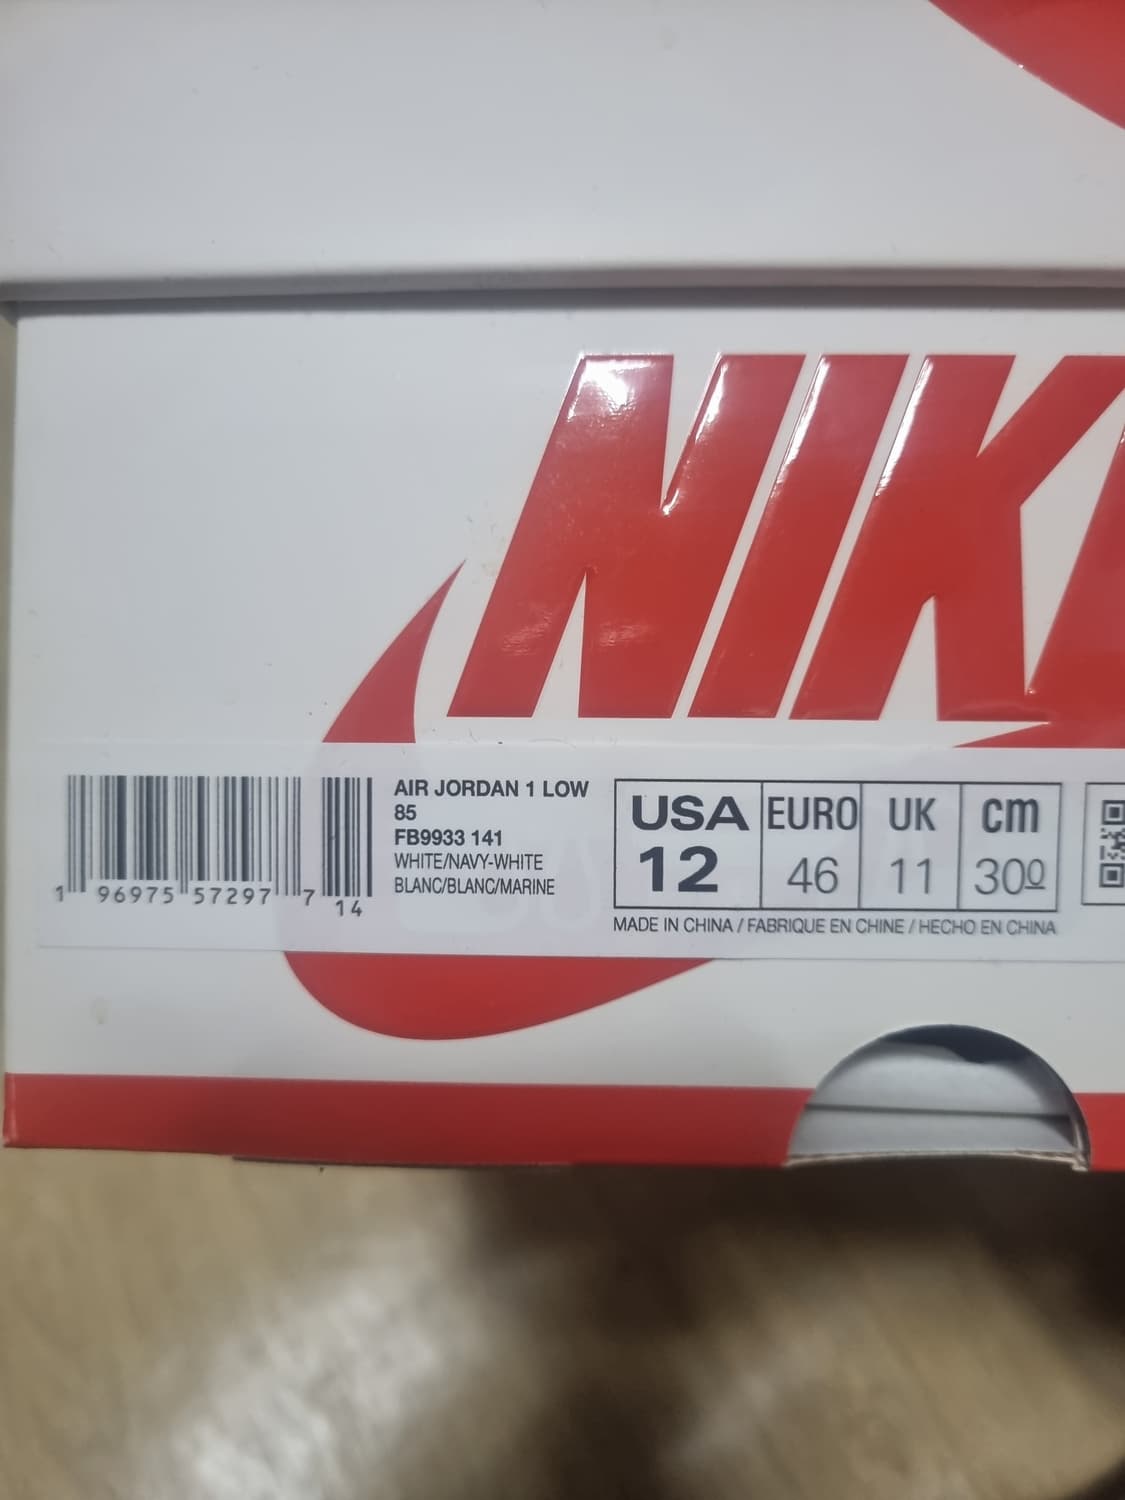 NIK
AIR JORDAN 1 LOW
85
FB9933 141
WHITE/NAVY-WHITE
BLANC/BLANC/MARINE
1 96975 57297 7
14
USA EURO UK cm
12 46 11 30º
MADE IN CHINA / FABRIQUE EN CHINE / HECHO EN CHINA